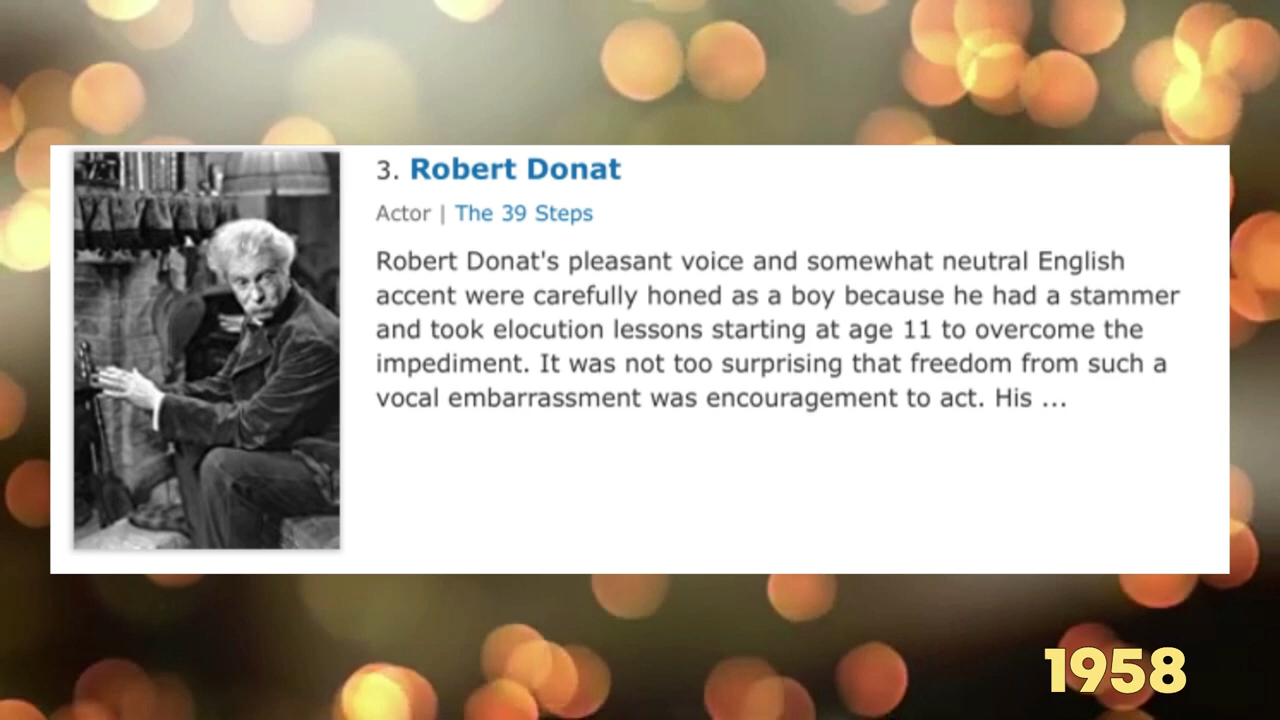 3. Robert Donat
Actor | The 39 Steps
Robert Donat's pleasant voice and somewhat neutral English
accent were carefully honed as a boy because he had a stammer
and took elocution lessons starting at age 11 to overcome the
impediment. It was not too surprising that freedom from such a
vocal embarrassment was encouragement to act. His ...
1958